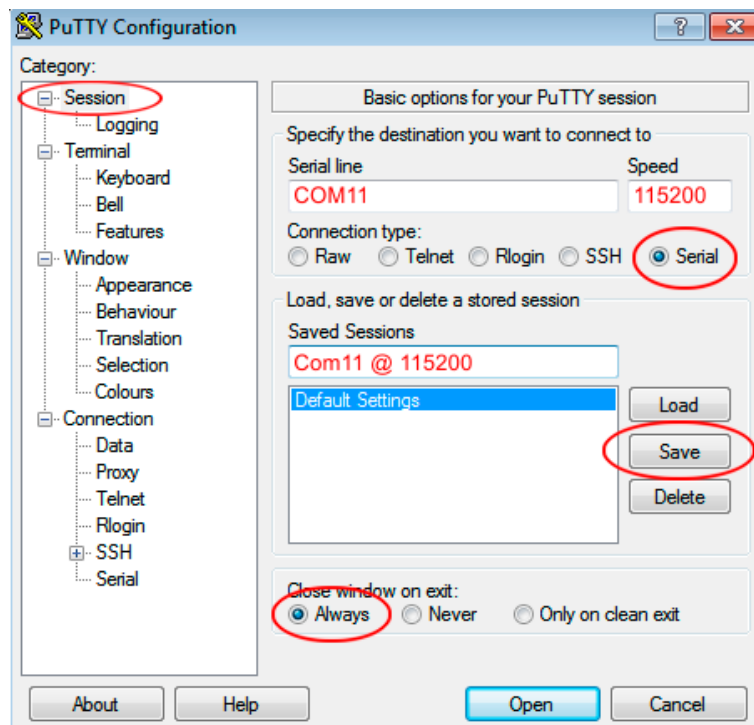 PuTTY Configuration
Category:
Session
Logging
Terminal
Keyboard
Bell
Features
Window
Appearance
Behaviour
Translation
Selection
Colours
Connection
Data
Proxy
Telnet
Rlogin
SSH
Serial
Basic options for your PuTTY session
Specify the destination you want to connect to
Serial line Speed
COM11 115200
Connection type:
Raw Telnet Rlogin SSH Serial
Load, save or delete a stored session
Saved Sessions
Com11 @ 115200
Default Settings
Load
Save
Delete
Close window on exit:
Always Never Only on clean exit
About Help Open Cancel